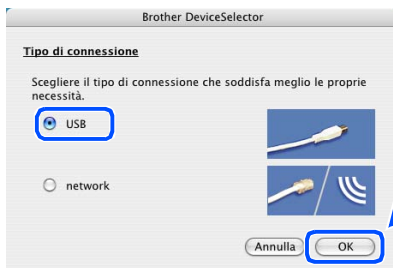 Brother DeviceSelector
Tipo di connessione
Scegliere il tipo di connessione che soddisfa meglio le proprie
necessità.
USB
network
Annulla OK